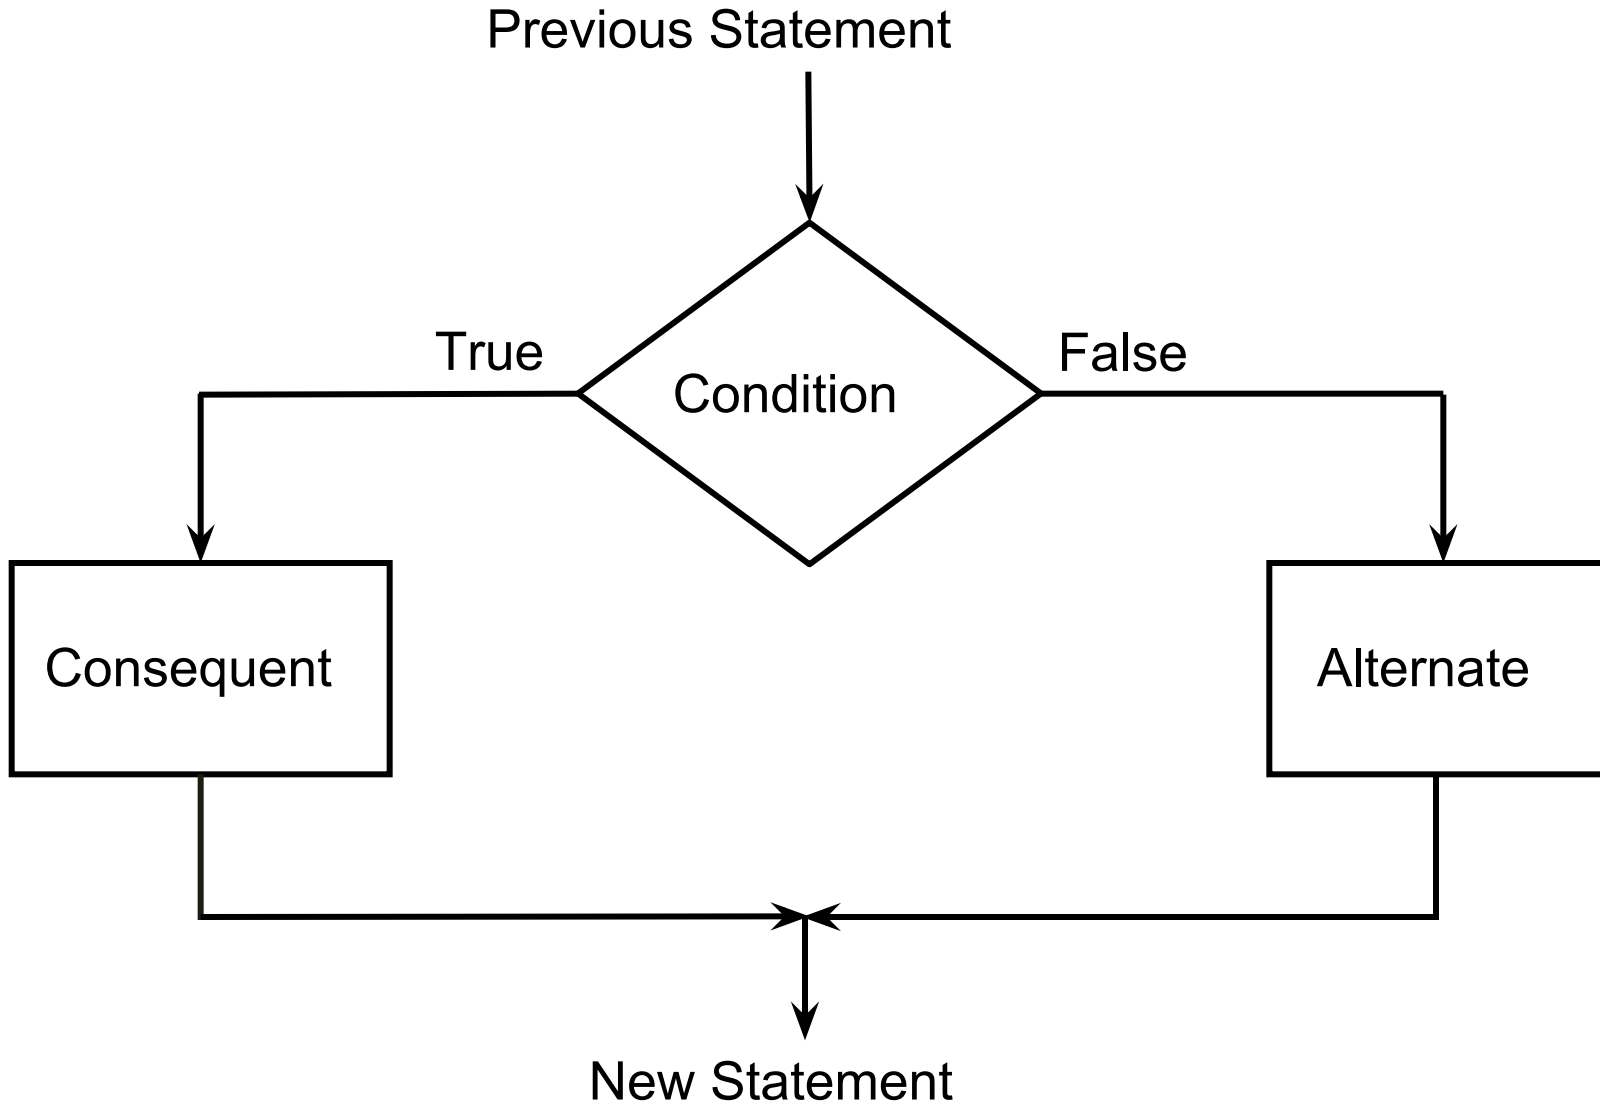 Previous Statement
True
False
Condition
Consequent
Alternate
New Statement